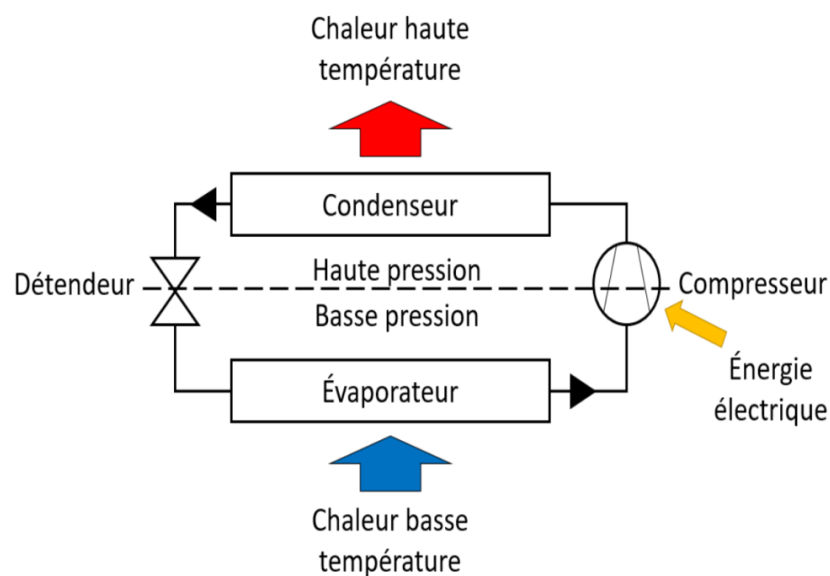 Chaleur haute
température
Condenseur
Haute pression
Détendeur
Compresseur
Basse pression
Énergie
électrique
Évaporateur
Chaleur basse
température